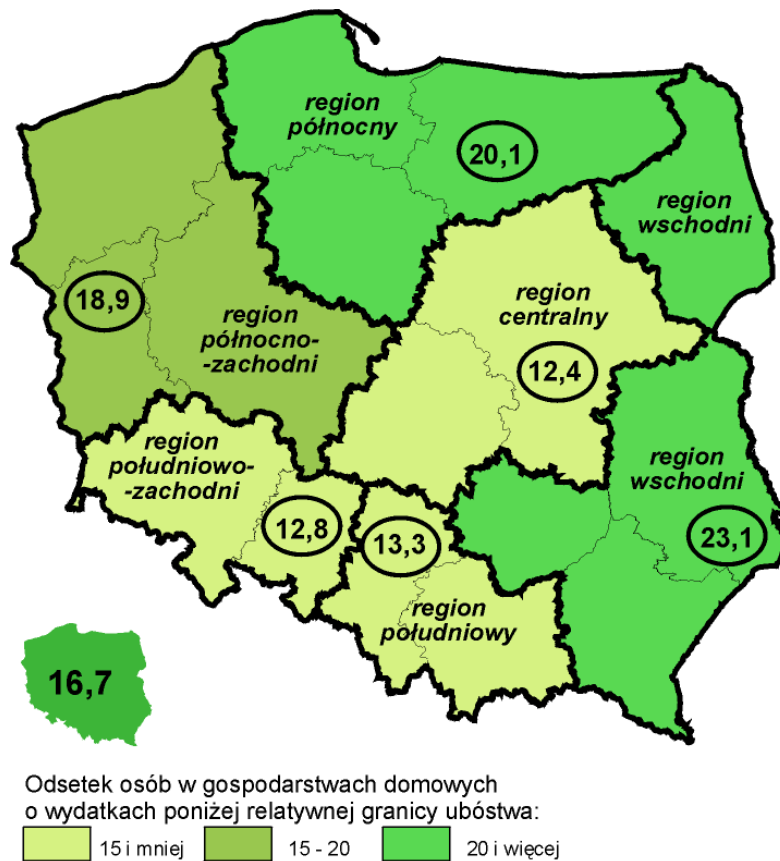 region
północny
20,1
region
wschodni
18,9
region
północno-
-zachodni
region
centralny
12,4
region
południowo-
-zachodni
12,8
13,3
region
południowy
region
wschodni
23,1
16,7
Odsetek osób w gospodarstwach domowych
o wydatkach poniżej relatywnej granicy ubóstwa:
15 i mniej 15 - 20 20 i więcej